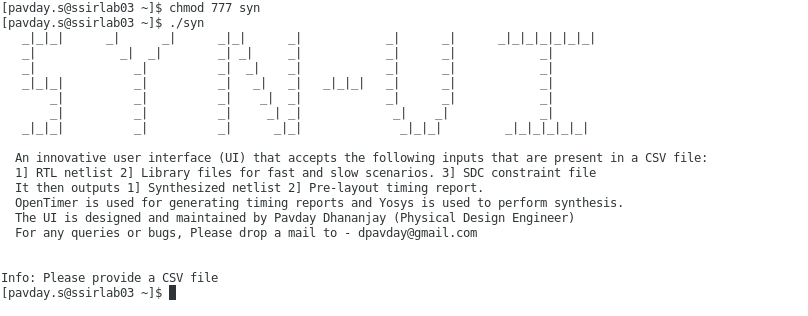 [pavday.s@ssirlab03 ~]$ chmod 777 syn
[pavday.s@ssirlab03 ~]$ ./syn
SYN-UI
An innovative user interface (UI) that accepts the following inputs that are present in a CSV file:
1] RTL netlist 2] Library files for fast and slow scenarios. 3] SDC constraint file
It then outputs 1] Synthesized netlist 2] Pre-layout timing report.
OpenTimer is used for generating timing reports and Yosys is used to perform synthesis.
The UI is designed and maintained by Pavday Dhananjay (Physical Design Engineer)
For any queries or bugs, Please drop a mail to - dpavday@gmail.com
Info: Please provide a CSV file
[pavday.s@ssirlab03 ~]$